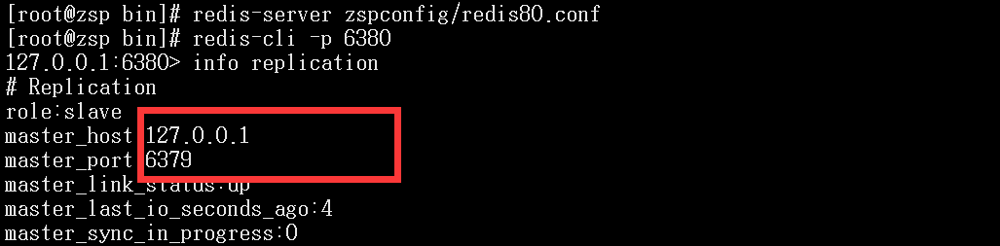 [root@zsp bin]# redis-server zspconfig/redis80.conf
[root@zsp bin]# redis-cli -p 6380
127.0.0.1:6380> info replication
# Replication
role:slave
master_host 127.0.0.1
master_port 6379
master_link_status:up
master_last_io_seconds_ago:4
master_sync_in_progress:0